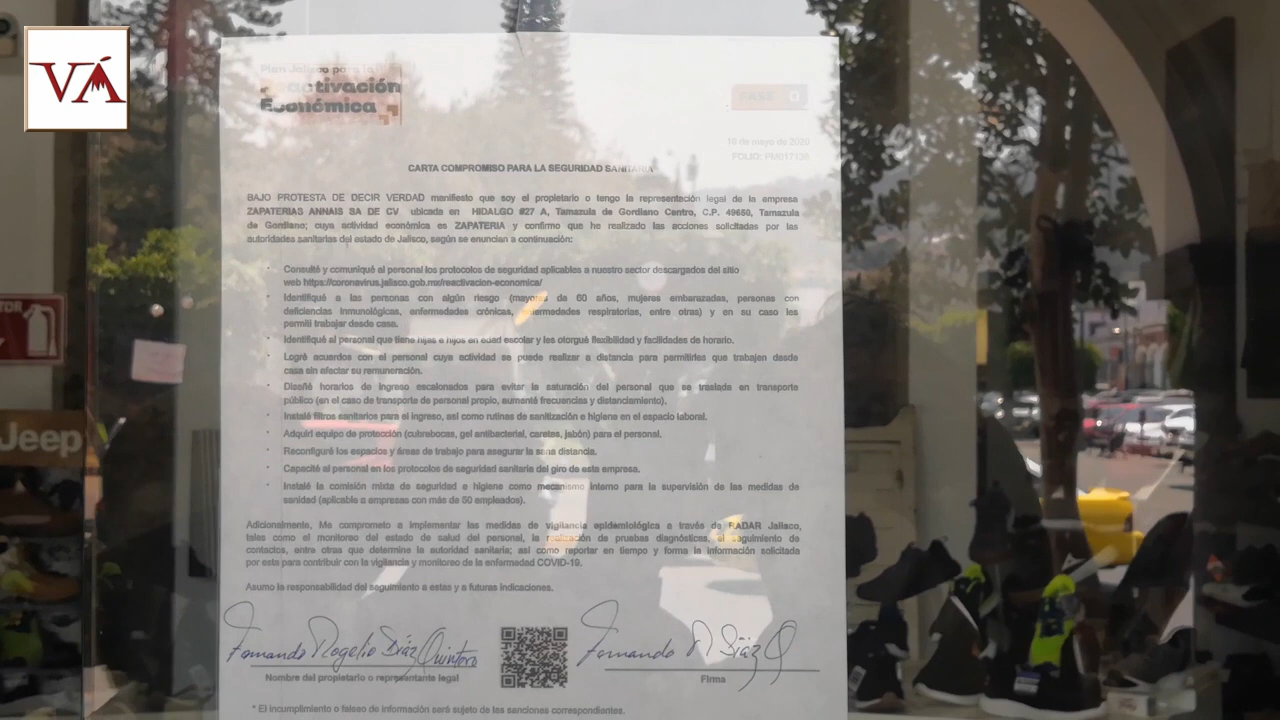 VÁ
Plan Jalisco para la
activación
Económica
FASE 0
19 de mayo de 2020
FOLIO: PM017138
CARTA COMPROMISO PARA LA SEGURIDAD SANITARIA
BAJO PROTESTA DE DECIR VERDAD manifiesto que soy el propietario o tengo la representación legal de la empresa
ZAPATERIAS ANNAIS SA DE CV ubicada en HIDALGO #27 A, Tamazula de Gordiano Centro, C.P. 49650, Tamazula
de Gordiano; cuya actividad económica es ZAPATERIA y confirmo que he realizado las acciones solicitadas por las
autoridades sanitarias del estado de Jalisco, según se enuncian a continuación:
· Consulté y comuniqué al personal los protocolos de seguridad aplicables a nuestro sector descargados del sitio
web https://coronavirus.jalisco.gob.mx/reactivacion-economica/
· Identifiqué a las personas con algún riesgo (mayores de 60 años, mujeres embarazadas, personas con
deficiencias inmunológicas, enfermedades crónicas, enfermedades respiratorias, entre otras) y en su caso les
permití trabajar desde casa.
· Identifiqué al personal que tiene hijas e hijos en edad escolar y les otorgué flexibilidad y facilidades de horario.
· Logré acuerdos con el personal cuya actividad se puede realizar a distancia para permitirles que trabajen desde
casa sin afectar su remuneración.
· Diseñé horarios de ingreso escalonados para evitar la saturación del personal que se traslada en transporte
público (en el caso de transporte de personal propio, aumenté frecuencias y distanciamiento).
· Instalé filtros sanitarios para el ingreso, así como rutinas de sanitización e higiene en el espacio laboral.
· Adquirí equipo de protección (cubrebocas, gel antibacterial, caretas, jabón) para el personal.
· Reconfiguré los espacios y áreas de trabajo para asegurar la sana distancia.
· Capacité al personal en los protocolos de seguridad sanitaria del giro de esta empresa.
· Instalé la comisión mixta de seguridad e higiene como mecanismo interno para la supervisión de las medidas de
sanidad (aplicable a empresas con más de 50 empleados).
Adicionalmente, Me comprometo a implementar las medidas de vigilancia epidemiológica a través de RADAR Jalisco,
tales como el monitoreo del estado de salud del personal, la realización de pruebas diagnósticas, el seguimiento de
contactos, entre otras que determine la autoridad sanitaria; así como reportar en tiempo y forma la información solicitada
por esta para contribuir con la vigilancia y monitoreo de la enfermedad COVID-19.
Asumo la responsabilidad del seguimiento a estas y a futuras indicaciones.
Fernando Rogelio Díaz Quintero
Fernando R Díaz Q
Nombre del propietario o representante legal
Firma
* El incumplimiento o falseo de información será sujeto de las sanciones correspondientes.
TOR
Jeep